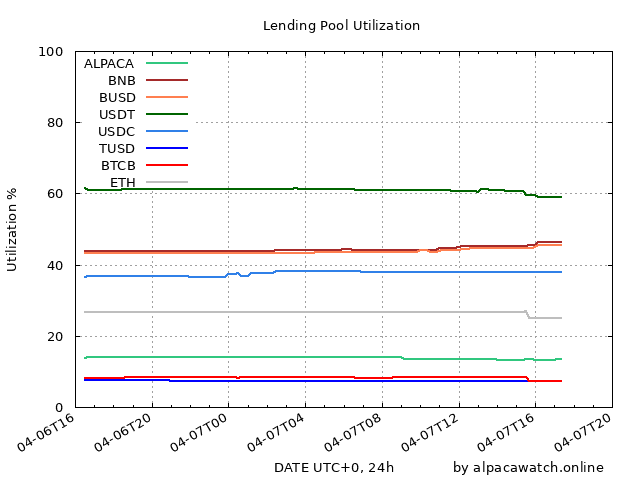 Lending Pool Utilization
Utilization %
100
80
60
40
20
0
ALPACA
BNB
BUSD
USDT
USDC
TUSD
BTCB
ETH
04-06T16
04-06T20
04-07T00
04-07T04
04-07T08
04-07T12
04-07T16
04-07T20
DATE UTC+0, 24h
by alpacawatch.online